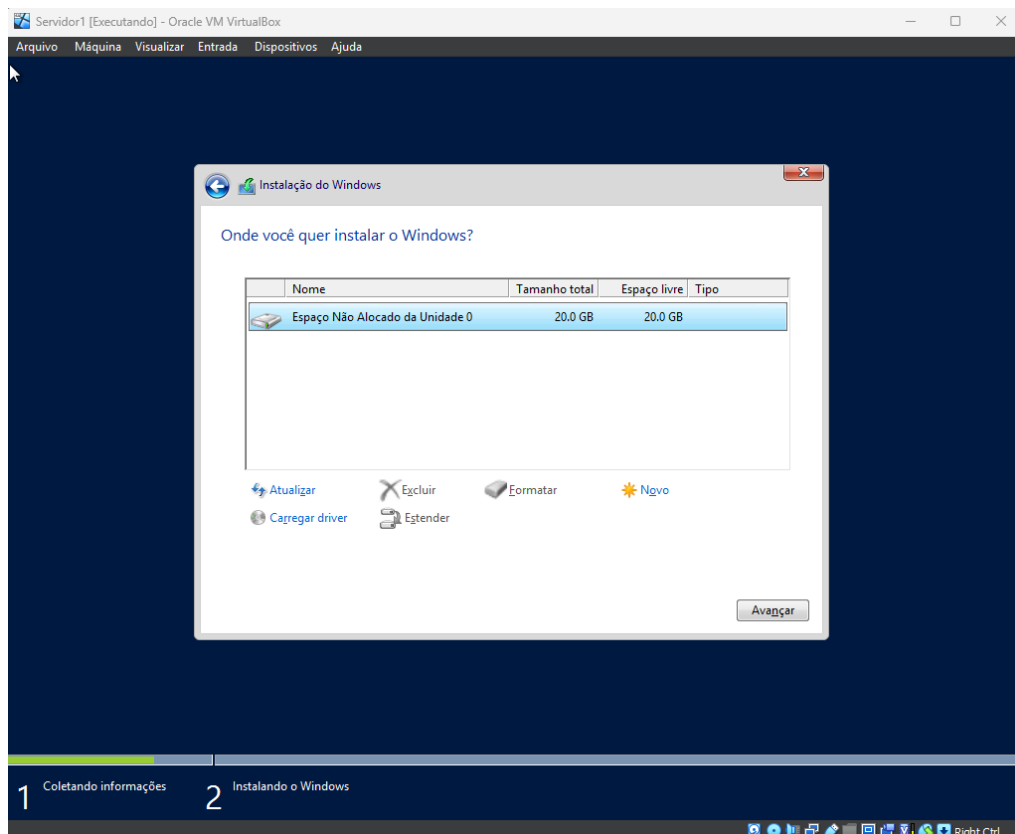 Servidor1 [Executando] - Oracle VM VirtualBox
Arquivo Máquina Visualizar Entrada Dispositivos Ajuda
Instalação do Windows
Onde você quer instalar o Windows?
Nome Tamanho total Espaço livre Tipo
Espaço Não Alocado da Unidade 0 20.0 GB 20.0 GB
Atualizar Excluir Formatar Novo
Carregar driver Estender
Avançar
1 Coletando informações 2 Instalando o Windows
Right Ctrl